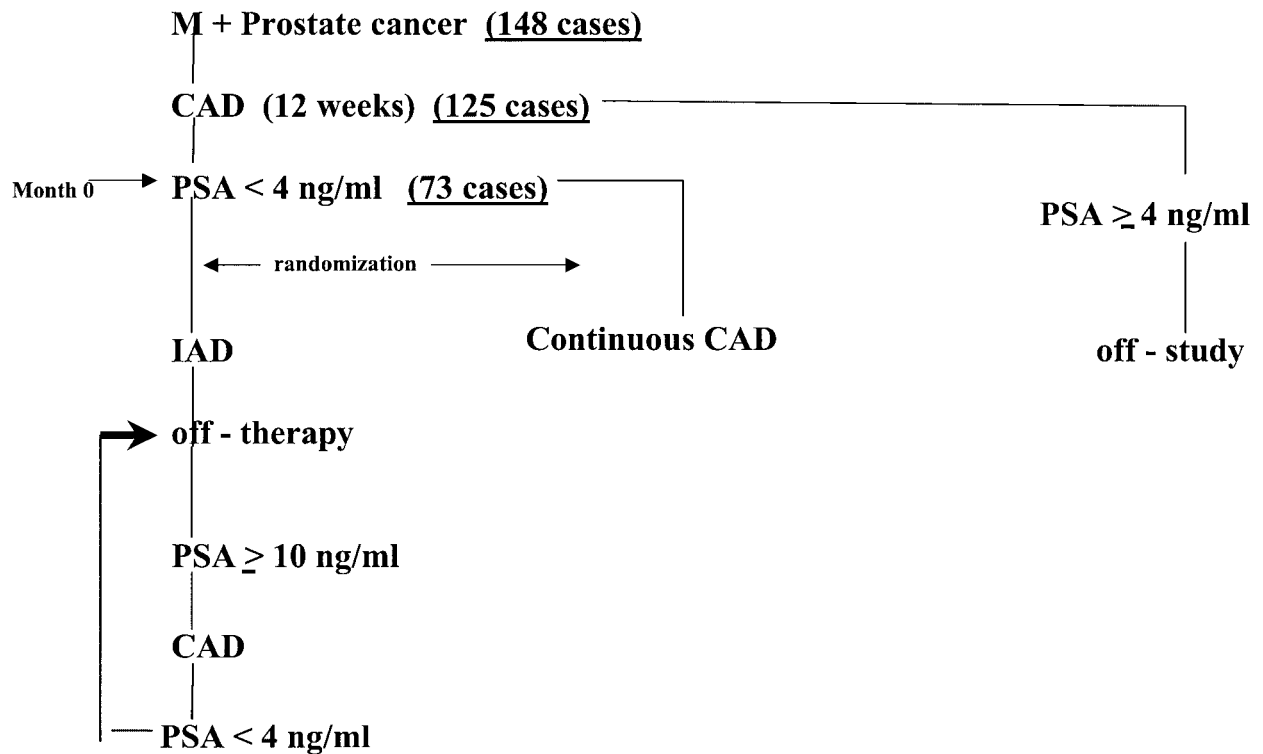 M + Prostate cancer (148 cases)
CAD (12 weeks) (125 cases)
Month 0
PSA < 4 ng/ml (73 cases)
PSA ≥ 4 ng/ml
randomization
IAD
Continuous CAD
off - study
off - therapy
PSA ≥ 10 ng/ml
CAD
PSA < 4 ng/ml